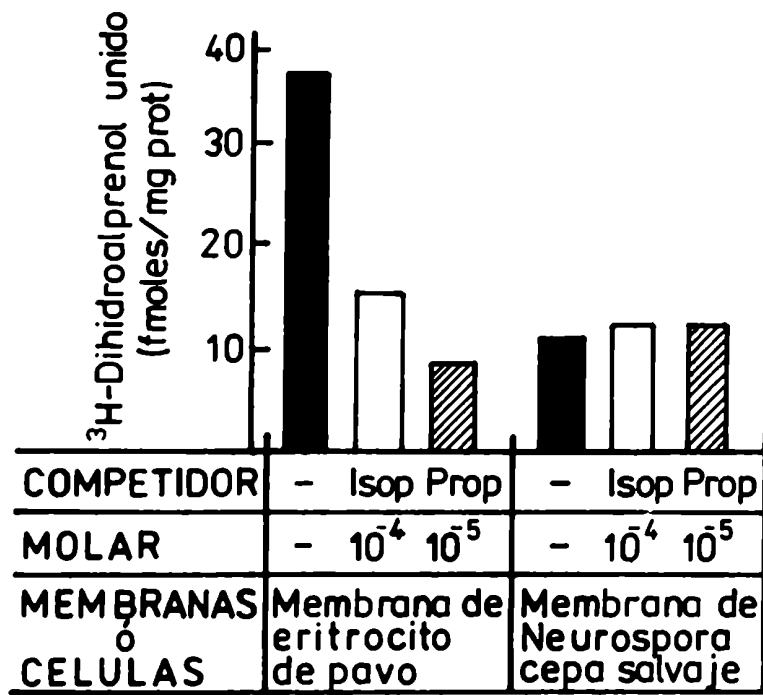 ³H-Dihidroalprenol unido
(fmoles/mg prot)
40
30
20
10
COMPETIDOR - Isop Prop - Isop Prop
MOLAR - 10⁻⁴ 10⁻⁵ - 10⁻⁴ 10⁻⁵
MEMBRANAS Membrana de Membrana de
ó eritrocito Neurospora
CELULAS de pavo cepa salvaje